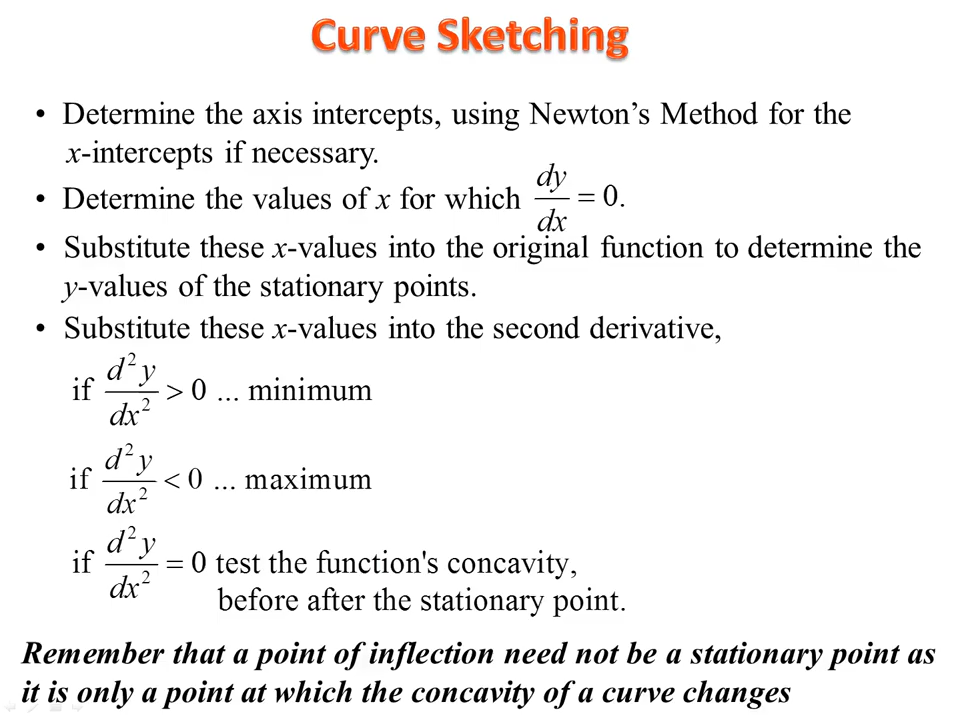 Curve Sketching
• Determine the axis intercepts, using Newton's Method for the
x-intercepts if necessary.
• Determine the values of x for which dy/dx = 0.
• Substitute these x-values into the original function to determine the
y-values of the stationary points.
• Substitute these x-values into the second derivative,
if d²y/dx² > 0 ... minimum
if d²y/dx² < 0 ... maximum
if d²y/dx² = 0 test the function's concavity,
before after the stationary point.
Remember that a point of inflection need not be a stationary point as
it is only a point at which the concavity of a curve changes